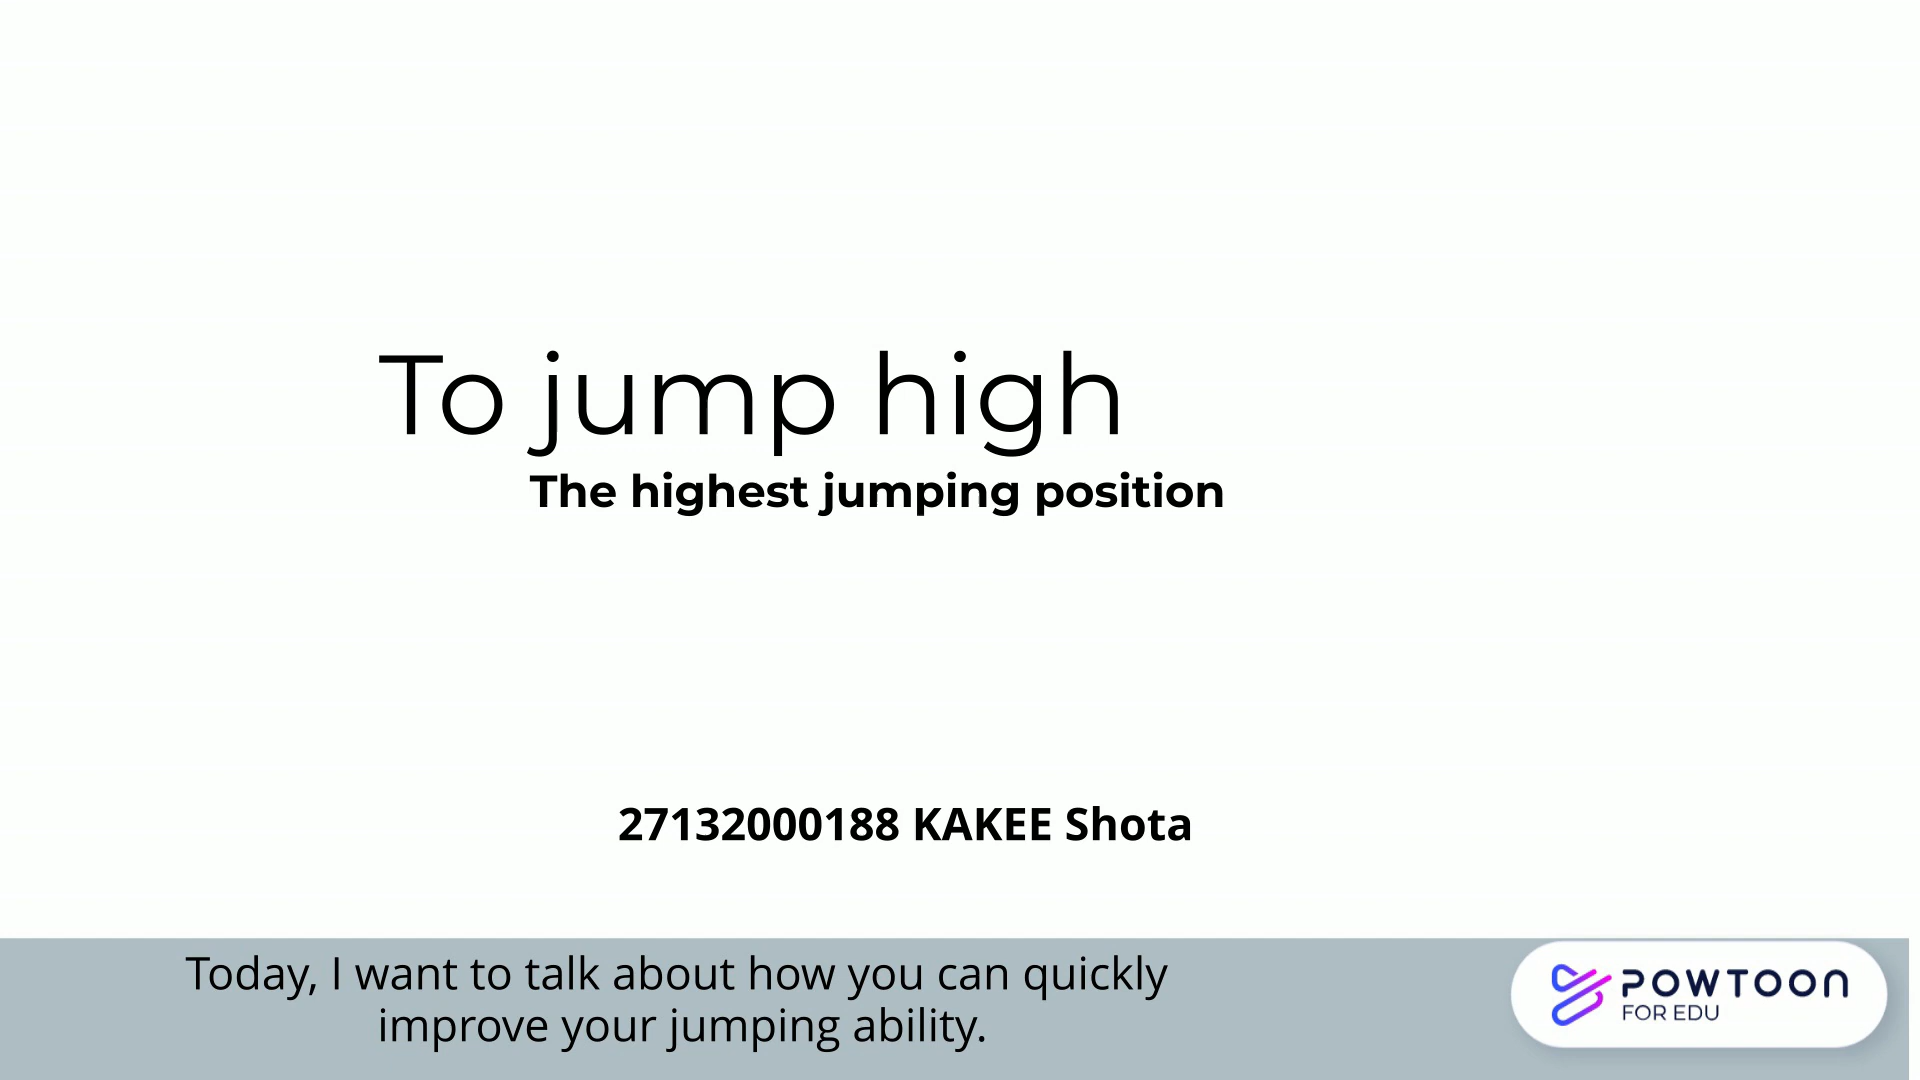 To jump high
The highest jumping position
27132000188 KAKEE Shota
Today, I want to talk about how you can quickly
improve your jumping ability.
POWTOON
FOR EDU